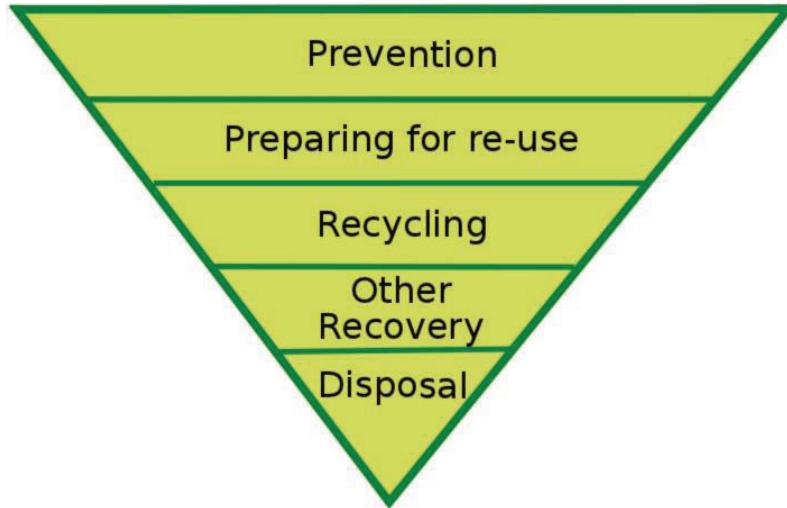 Prevention
Preparing for re-use
Recycling
Other
Recovery
Disposal